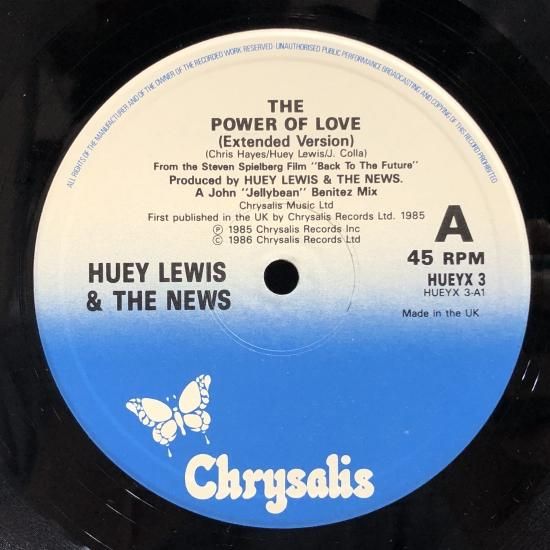 ALL RIGHTS OF THE MANUFACTURER AND OF THE OWNER OF THE RECORDED WORK RESERVED · UNAUTHORISED PUBLIC PERFORMANCE BROADCASTING AND COPYING OF THIS RECORD PROHIBITED
THE
POWER OF LOVE
(Extended Version)
(Chris Hayes/Huey Lewis/J. Colla)
From the Steven Spielberg Film "Back To The Future"
Produced by HUEY LEWIS & THE NEWS.
A John "Jellybean" Benitez Mix
Chrysalis Music Ltd
First published in the UK by Chrysalis Records Ltd. 1985
℗ 1985 Chrysalis Records Inc
© 1986 Chrysalis Records Ltd
A
45 RPM
HUEYX 3
HUEYX 3-A1
Made in the UK
HUEY LEWIS
& THE NEWS
Chrysalis